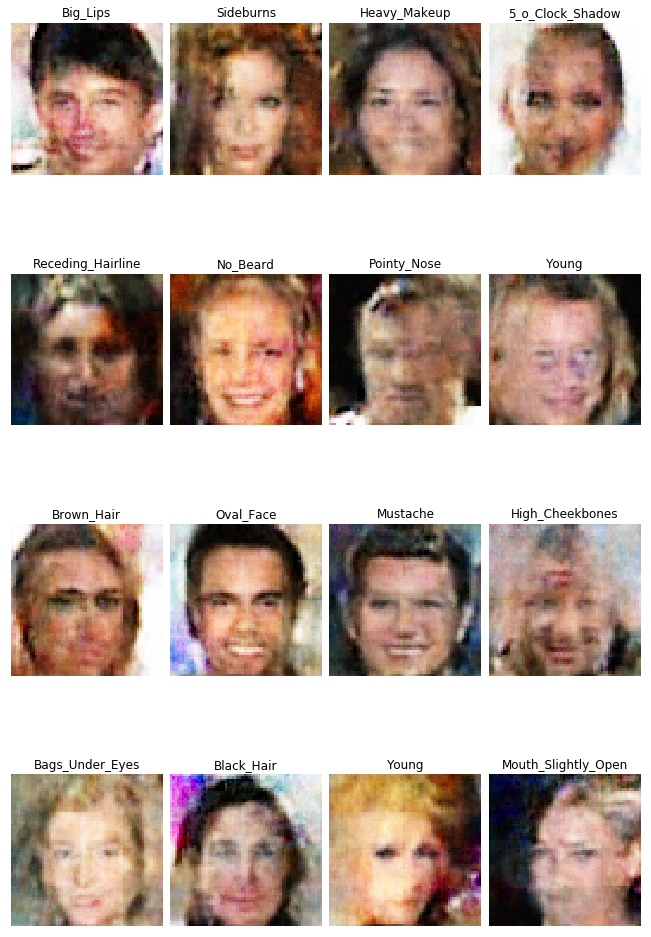 Big_Lips Sideburns Heavy_Makeup 5_o_Clock_Shadow
Receding_Hairline No_Beard Pointy_Nose Young
Brown_Hair Oval_Face Mustache High_Cheekbones
Bags_Under_Eyes Black_Hair Young Mouth_Slightly_Open